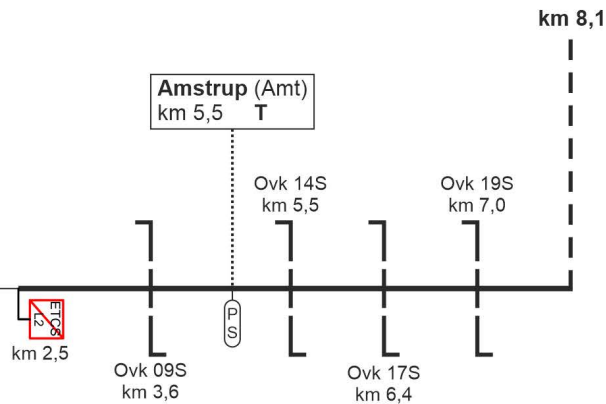 km 8,1
Amstrup (Amt)
km 5,5 T
Ovk 14S
km 5,5
Ovk 19S
km 7,0
ETCS
L2
km 2,5
P
S
Ovk 09S
km 3,6
Ovk 17S
km 6,4